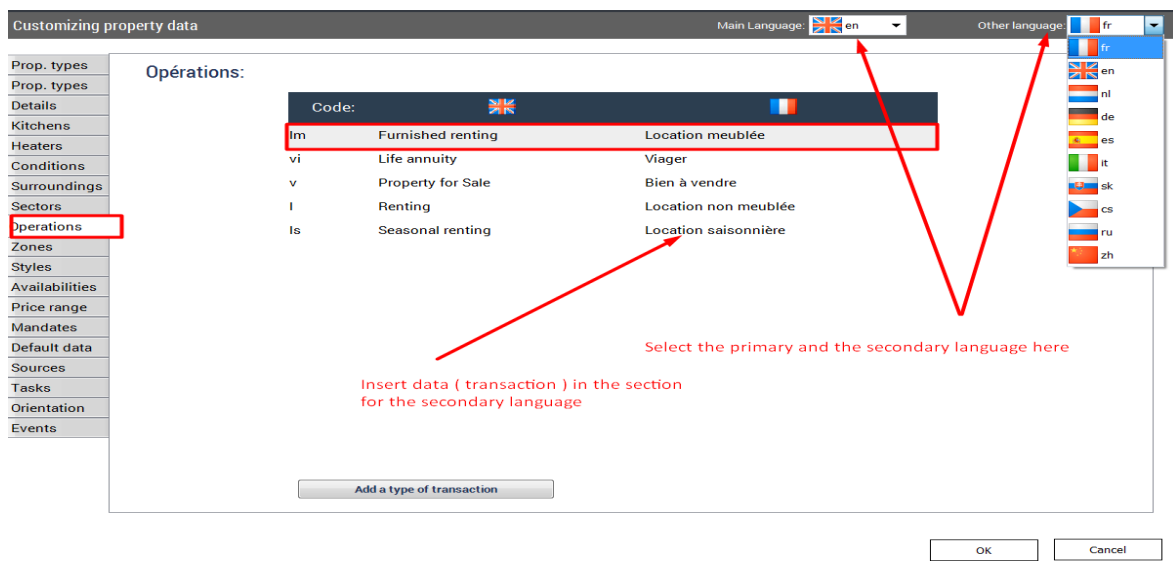 Customizing property data
Main Language: en
Other language: fr
fr
en
nl
de
es
it
sk
cs
ru
zh
Prop. types
Prop. types
Details
Kitchens
Heaters
Conditions
Surroundings
Sectors
Operations
Zones
Styles
Availabilities
Price range
Mandates
Default data
Sources
Tasks
Orientation
Events
Opérations:
Code:
lm Furnished renting Location meublée
vi Life annuity Viager
v Property for Sale Bien à vendre
l Renting Location non meublée
ls Seasonal renting Location saisonnière
Select the primary and the secondary language here
Insert data ( transaction ) in the section
for the secondary language
Add a type of transaction
OK
Cancel